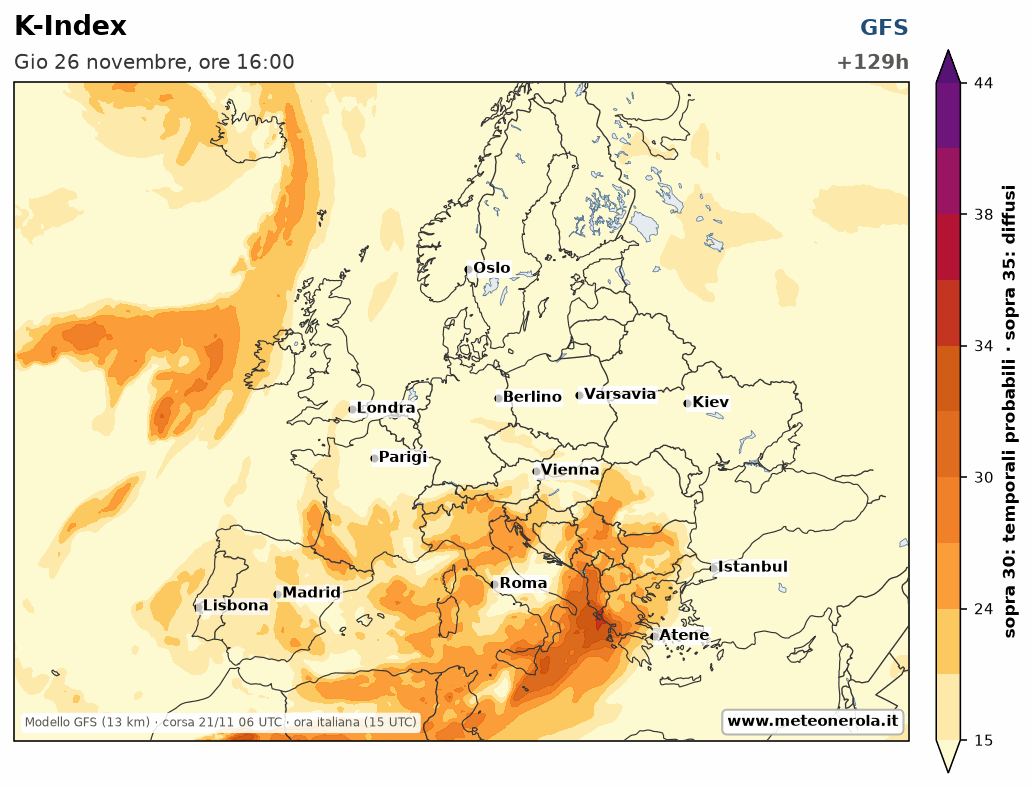 K-Index
GFS
Gio 26 novembre, ore 16:00
+129h
44
38
34
30
24
15
sopra 30: temporali probabili · sopra 35: diffusi
Oslo
Berlino
Varsavia
Kiev
Londra
Parigi
Vienna
Istanbul
Roma
Madrid
Lisbona
Atene
Modello GFS (13 km) · corsa 21/11 06 UTC · ora italiana (15 UTC)
www.meteonerola.it